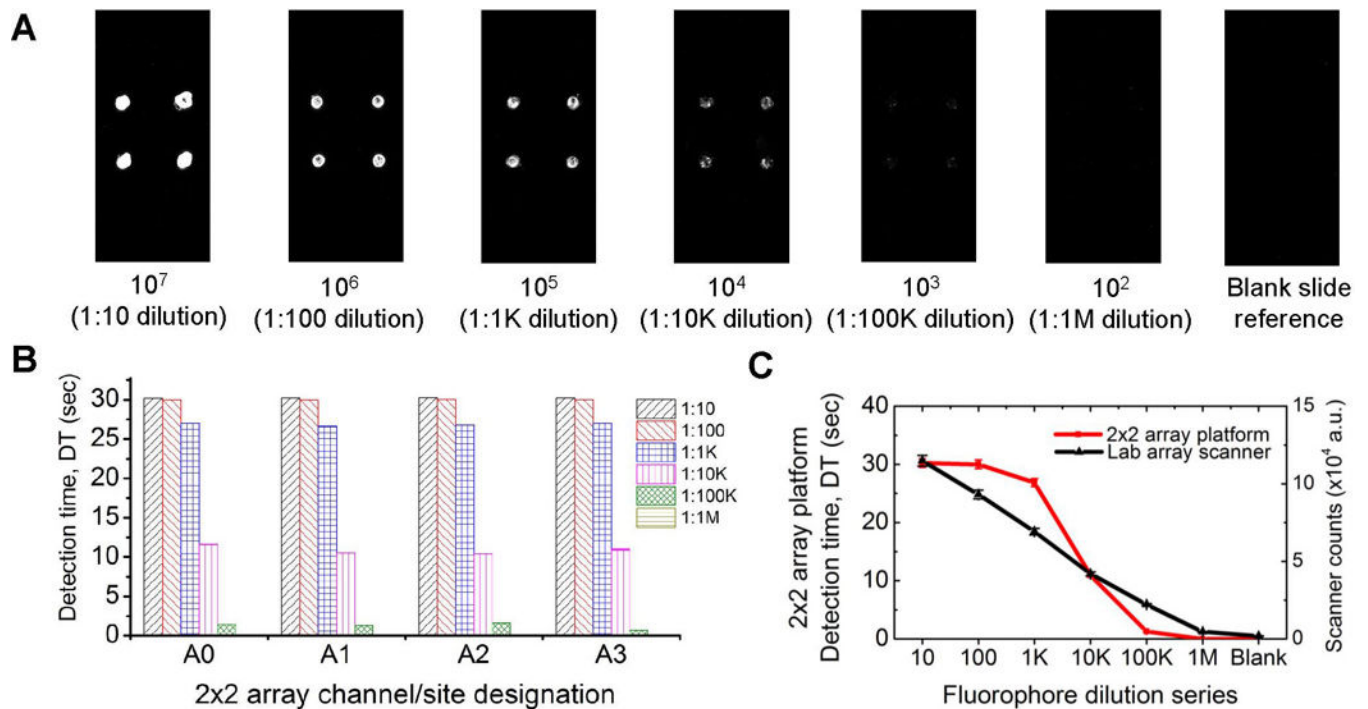 A
10⁷
(1:10 dilution)
10⁶
(1:100 dilution)
10⁵
(1:1K dilution)
10⁴
(1:10K dilution)
10³
(1:100K dilution)
10²
(1:1M dilution)
Blank slide
reference
B
Detection time, DT (sec)
30
25
20
15
10
5
0
A0 A1 A2 A3
2x2 array channel/site designation
1:10
1:100
1:1K
1:10K
1:100K
1:1M
C
2x2 array platform
Detection time, DT (sec)
40
30
20
10
0
2x2 array platform
Lab array scanner
15
10
5
0
Scanner counts (x10⁴ a.u.)
10 100 1K 10K 100K 1M Blank
Fluorophore dilution series